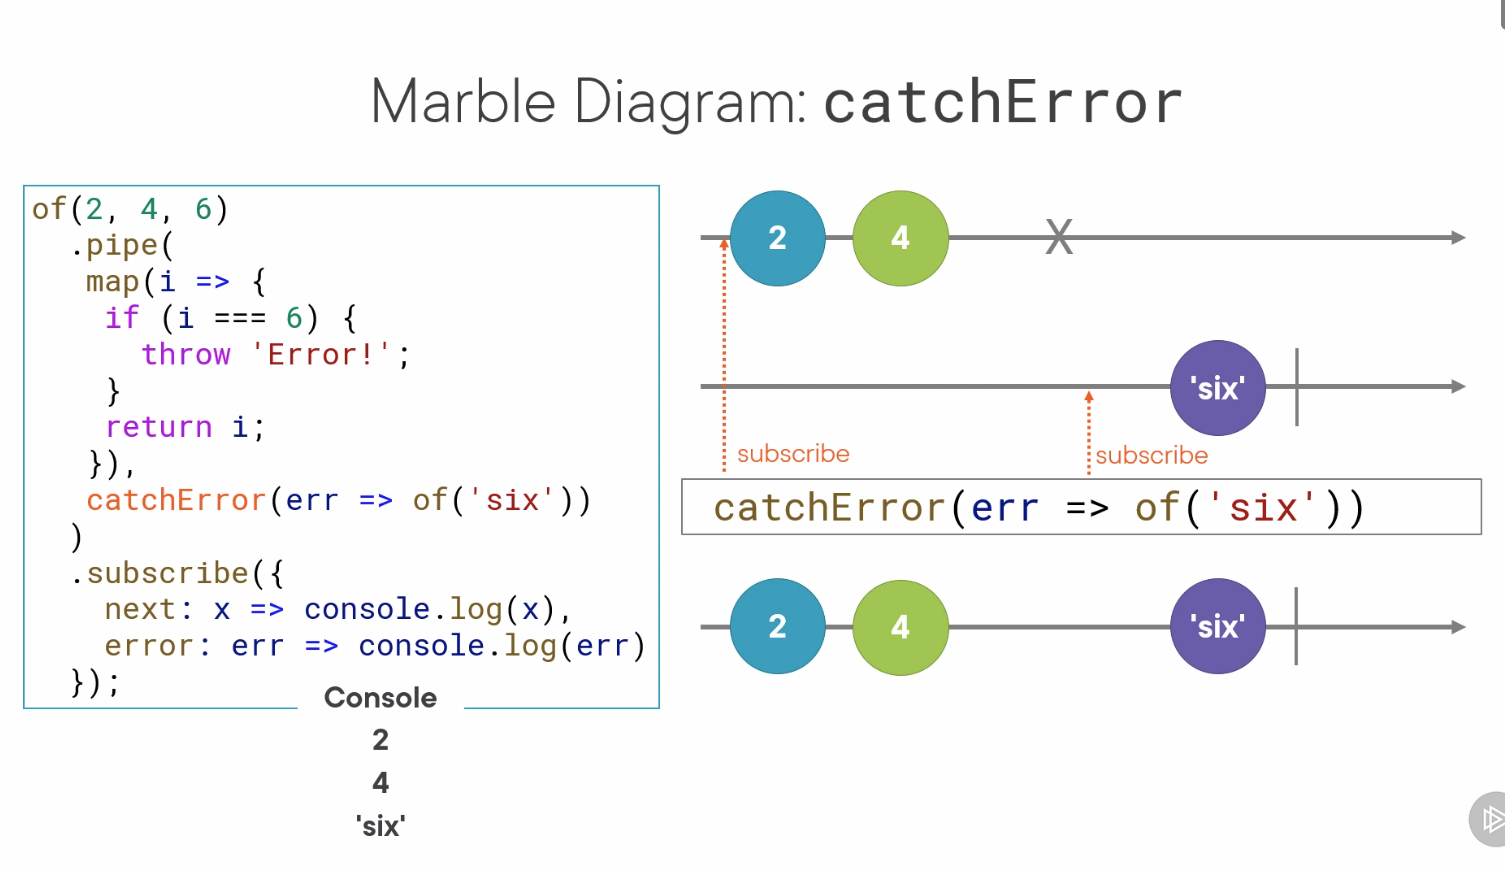 Marble Diagram: catchError
of(2, 4, 6)
.pipe(
map(i => {
if (i === 6) {
throw 'Error!';
}
return i;
}),
catchError(err => of('six'))
)
.subscribe({
next: x => console.log(x),
error: err => console.log(err)
});
Console
2
4
'six'
2 4 X
'six'
subscribe subscribe
catchError(err => of('six'))
2 4 'six'